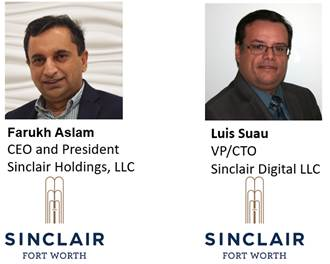 Farukh Aslam
CEO and President
Sinclair Holdings, LLC
SINCLAIR
FORT WORTH
Luis Suau
VP/CTO
Sinclair Digital LLC
SINCLAIR
FORT WORTH